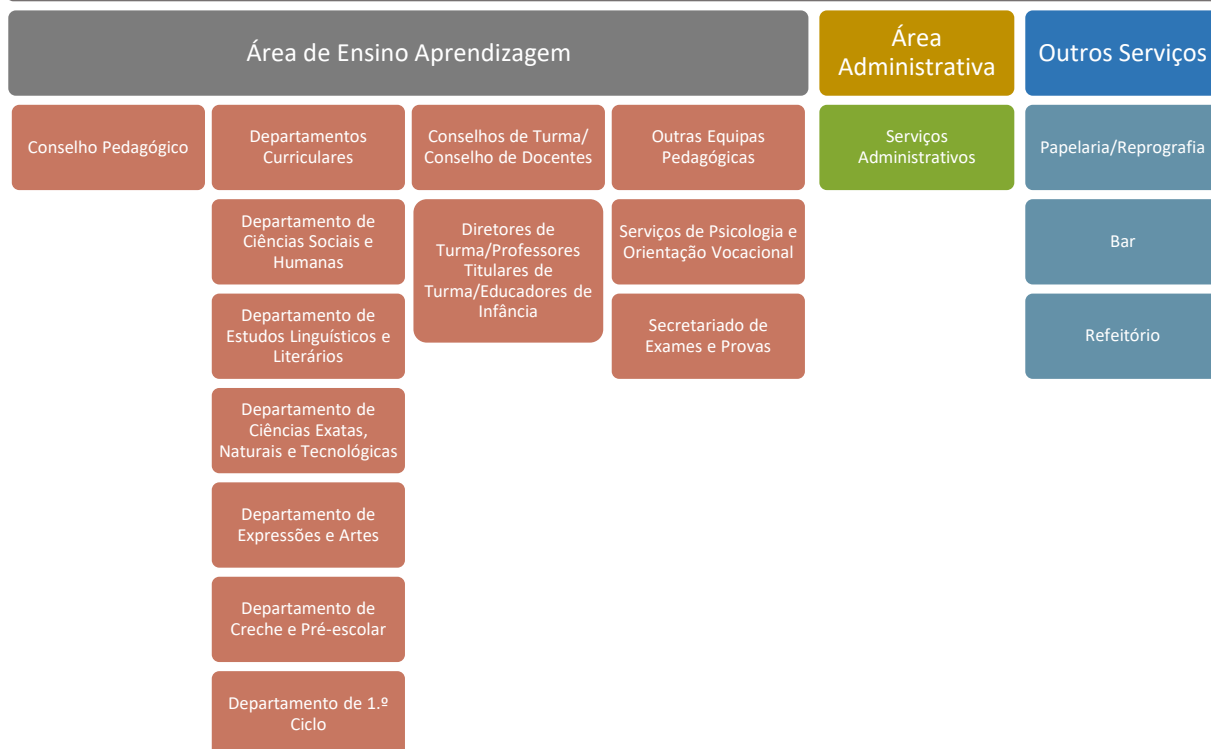 Área de Ensino Aprendizagem
Área
Administrativa
Outros Serviços
Conselho Pedagógico
Departamentos
Curriculares
Conselhos de Turma/
Conselho de Docentes
Outras Equipas
Pedagógicas
Serviços
Administrativos
Papelaria/Reprografia
Departamento de
Ciências Sociais e
Humanas
Diretores de
Turma/Professores
Titulares de
Turma/Educadores de
Infância
Serviços de Psicologia e
Orientação Vocacional
Bar
Departamento de
Estudos Linguísticos e
Literários
Secretariado de
Exames e Provas
Refeitório
Departamento de
Ciências Exatas,
Naturais e Tecnológicas
Departamento de
Expressões e Artes
Departamento de
Creche e Pré-escolar
Departamento de 1.º
Ciclo